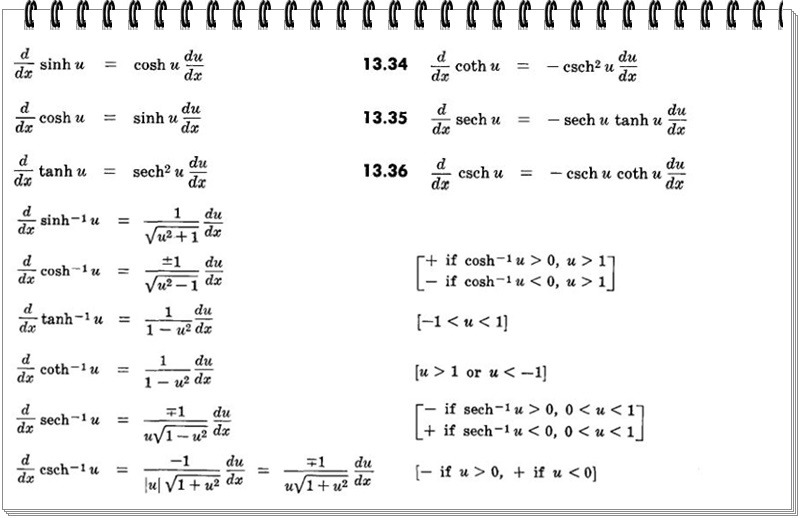 d/dx sinh u = cosh u du/dx 13.34 d/dx coth u = − csch² u du/dx
d/dx cosh u = sinh u du/dx 13.35 d/dx sech u = − sech u tanh u du/dx
d/dx tanh u = sech² u du/dx 13.36 d/dx csch u = − csch u coth u du/dx
d/dx sinh⁻¹ u = 1/√(u² + 1) du/dx
d/dx cosh⁻¹ u = ±1/√(u² − 1) du/dx [+ if cosh⁻¹ u > 0, u > 1
− if cosh⁻¹ u < 0, u > 1]
d/dx tanh⁻¹ u = 1/(1 − u²) du/dx [−1 < u < 1]
d/dx coth⁻¹ u = 1/(1 − u²) du/dx [u > 1 or u < −1]
d/dx sech⁻¹ u = ∓1/(u√(1 − u²)) du/dx [− if sech⁻¹ u > 0, 0 < u < 1
+ if sech⁻¹ u < 0, 0 < u < 1]
d/dx csch⁻¹ u = −1/(|u| √(1 + u²)) du/dx = ∓1/(u√(1 + u²)) du/dx [− if u > 0, + if u < 0]